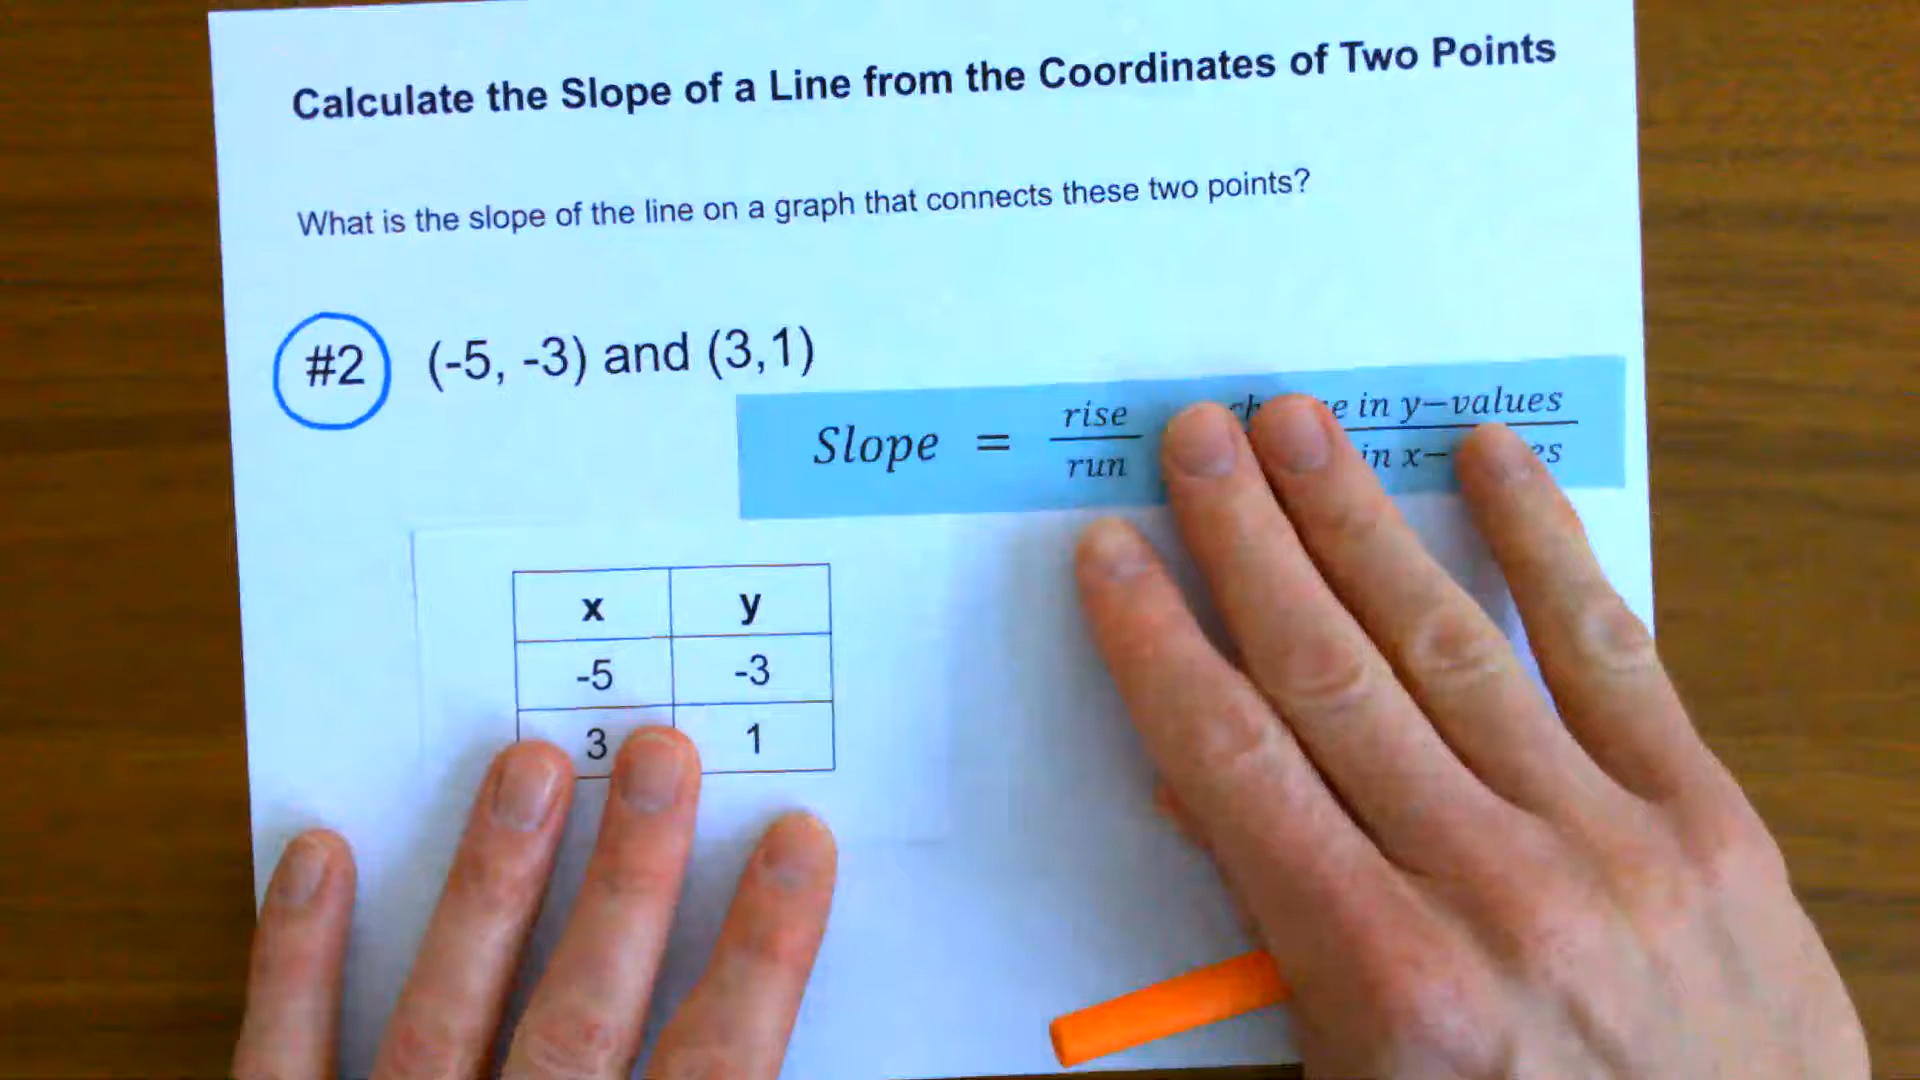 Calculate the Slope of a Line from the Coordinates of Two Points
What is the slope of the line on a graph that connects these two points?
#2 (-5, -3) and (3,1)
Slope = rise in y-values
run in x-
x y
-5 -3
3 1